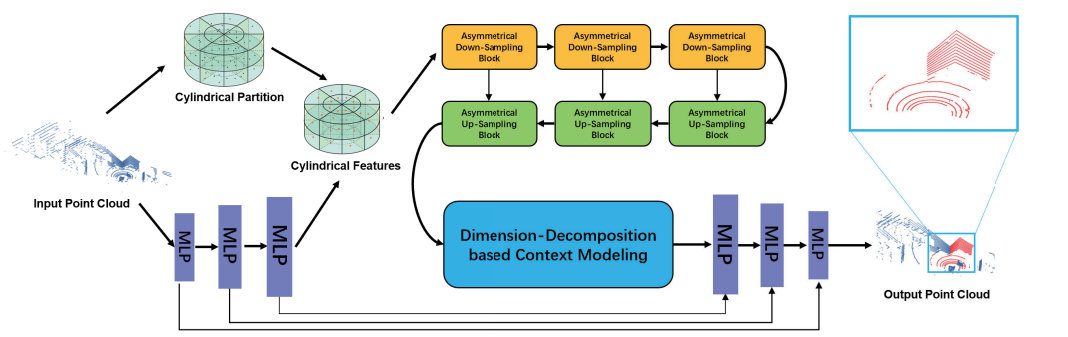 Cylindrical Partition
Cylindrical Features
Input Point Cloud
MLP
MLP
MLP
Asymmetrical
Down-Sampling
Block
Asymmetrical
Down-Sampling
Block
Asymmetrical
Down-Sampling
Block
Asymmetrical
Up-Sampling
Block
Asymmetrical
Up-Sampling
Block
Asymmetrical
Up-Sampling
Block
Dimension-Decomposition
based Context Modeling
MLP
MLP
MLP
Output Point Cloud